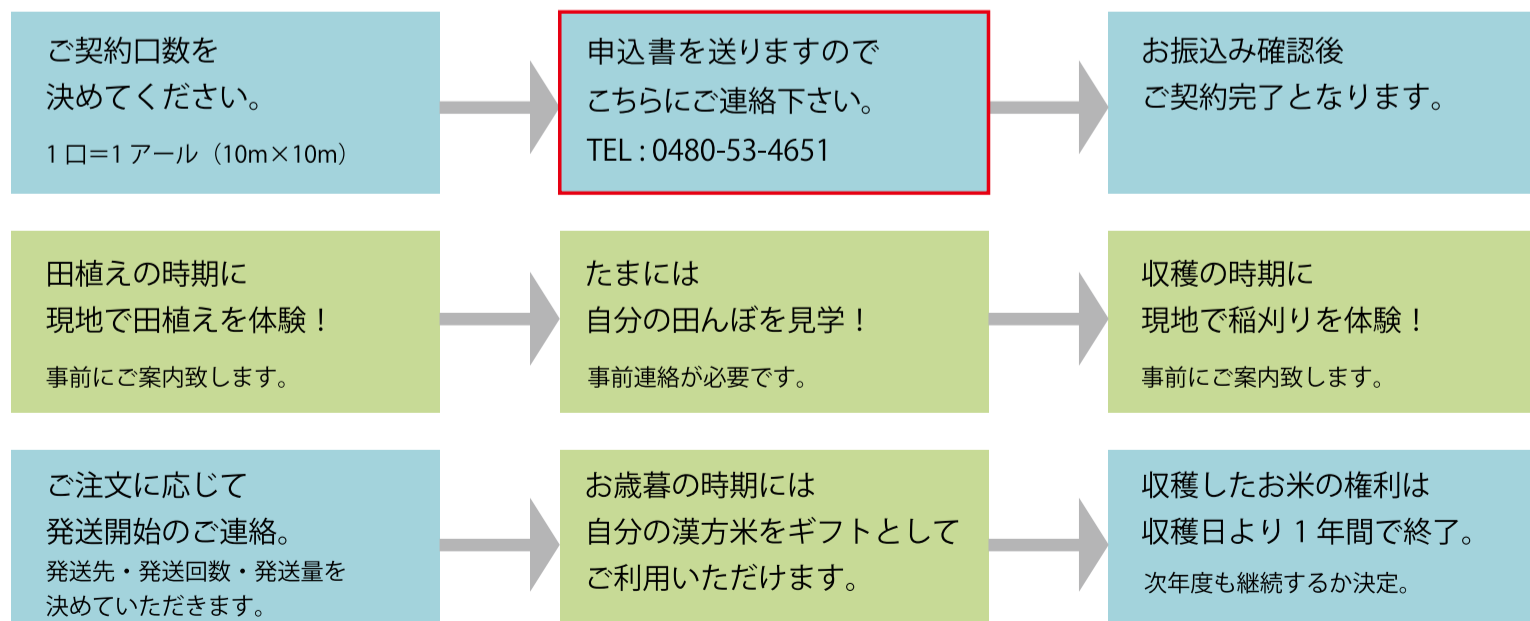 ご契約口数を
決めてください。
1 口＝1 アール（10m×10m）
申込書を送りますので
こちらにご連絡下さい。
TEL : 0480-53-4651
お振込み確認後
ご契約完了となります。
田植えの時期に
現地で田植えを体験！
事前にご案内致します。
たまには
自分の田んぼを見学！
事前連絡が必要です。
収穫の時期に
現地で稲刈りを体験！
事前にご案内致します。
ご注文に応じて
発送開始のご連絡。
発送先・発送回数・発送量を
決めていただきます。
お歳暮の時期には
自分の漢方米をギフトとして
ご利用いただけます。
収穫したお米の権利は
収穫日より 1 年間で終了。
次年度も継続するか決定。